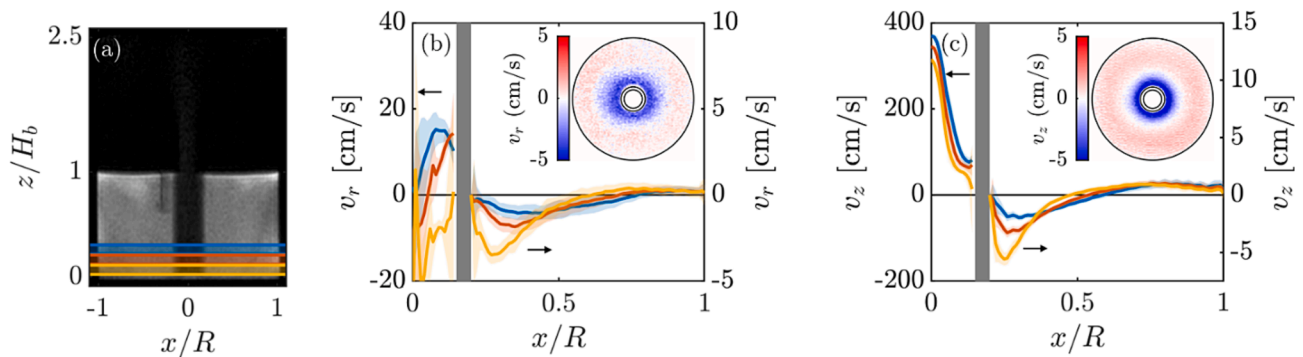 (a)
2.5
1
0
z/H_b
-1 0 1
x/R
(b)
40
20
0
-20
v_r [cm/s]
10
5
0
-5
v_r [cm/s]
0 0.5 1
x/R
5
0
-5
v_r (cm/s)
(c)
400
200
0
-200
v_z [cm/s]
15
10
5
0
-5
v_z [cm/s]
0 0.5 1
x/R
5
0
-5
v_z (cm/s)